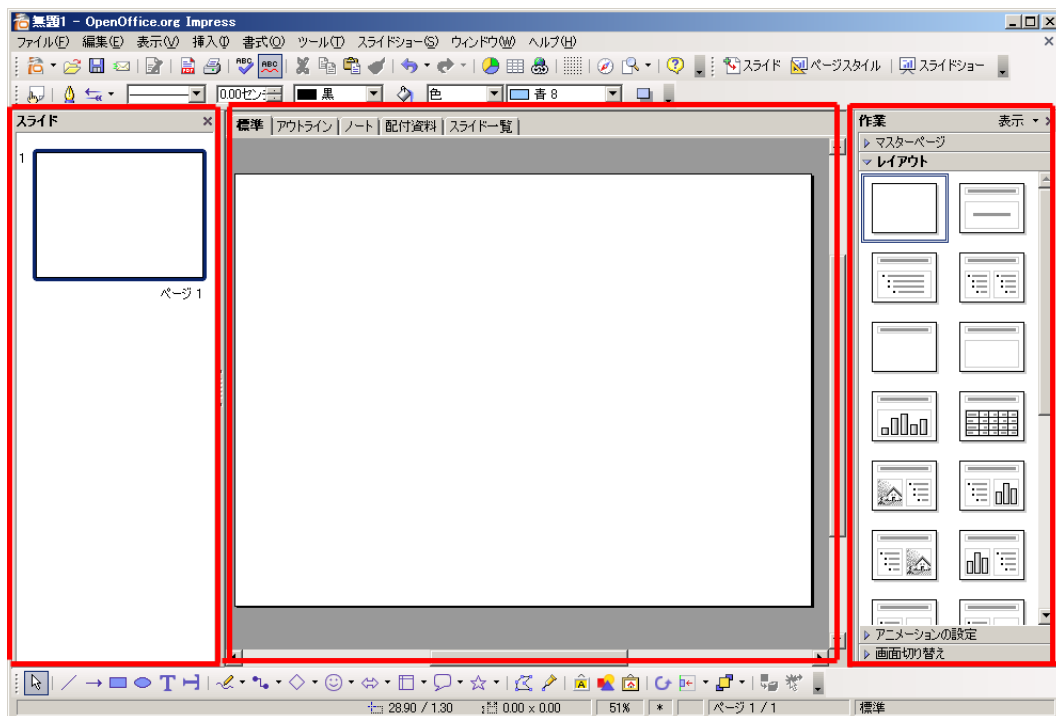 無題1 - OpenOffice.org Impress
ファイル(F) 編集(E) 表示(V) 挿入(I) 書式(O) ツール(T) スライドショー(S) ウィンドウ(W) ヘルプ(H)
ABC ABC スライド ページスタイル スライドショー
0.00センチ 黒 色 青 8
スライド
1
ページ 1
標準 アウトライン ノート 配付資料 スライド一覧
作業 表示
マスターページ
レイアウト
アニメーションの設定
画面切り替え
28.90 / 1.30 0.00 x 0.00 51% * ページ 1 / 1 標準